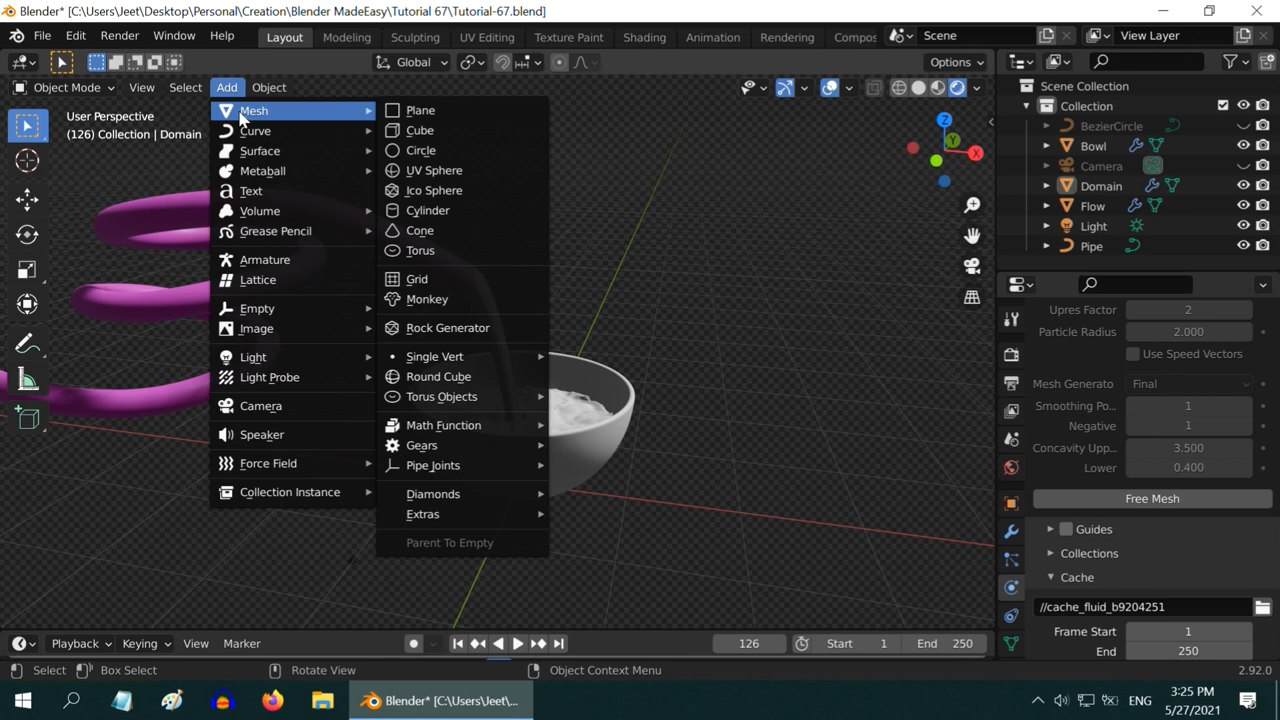 Blender* [C:\Users\Jeet\Desktop\Personal\Creation\Blender MadeEasy\Tutorial 67\Tutorial-67.blend]
File Edit Render Window Help Layout Modeling Sculpting UV Editing Texture Paint Shading Animation Rendering Compos Scene View Layer
Global Options
Object Mode View Select Add Object
User Perspective
(126) Collection | Domain
Mesh
Curve
Surface
Metaball
Text
Volume
Grease Pencil
Armature
Lattice
Empty
Image
Light
Light Probe
Camera
Speaker
Force Field
Collection Instance
Plane
Cube
Circle
UV Sphere
Ico Sphere
Cylinder
Cone
Torus
Grid
Monkey
Rock Generator
Single Vert
Round Cube
Torus Objects
Math Function
Gears
Pipe Joints
Diamonds
Extras
Parent To Empty
Z
Y
X
Scene Collection
Collection
BezierCircle
Bowl
Camera
Domain
Flow
Light
Pipe
Upres Factor 2
Particle Radius 2.000
Use Speed Vectors
Mesh Generato Final
Smoothing Po... 1
Negative 1
Concavity Upp... 3.500
Lower 0.400
Free Mesh
Guides
Collections
Cache
//cache_fluid_b9204251
Frame Start 1
End 250
Playback Keying View Marker 126 Start 1 End 250
Select Box Select Rotate View Object Context Menu 2.92.0
Blender* [C:\Users\Jeet\... ENG 3:25 PM
5/27/2021